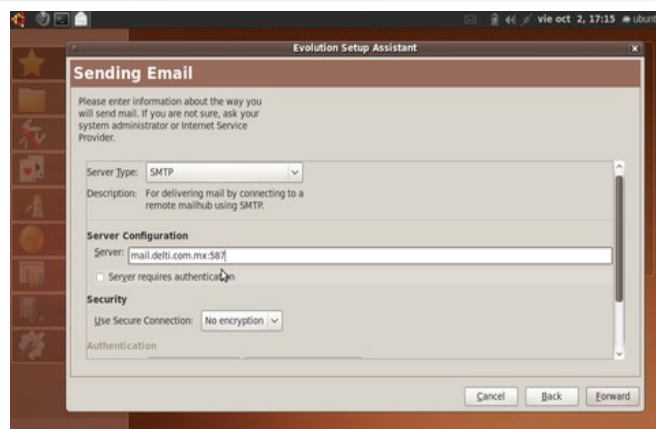 vie oct 2, 17:15 ubunt
Evolution Setup Assistant
Sending Email
Please enter information about the way you
will send mail. If you are not sure, ask your
system administrator or Internet Service
Provider.
Server Type: SMTP
Description: For delivering mail by connecting to a
remote mailhub using SMTP.
Server Configuration
Server: mail.delti.com.mx:587
Server requires authentication
Security
Use Secure Connection: No encryption
Authentication
Cancel Back Forward